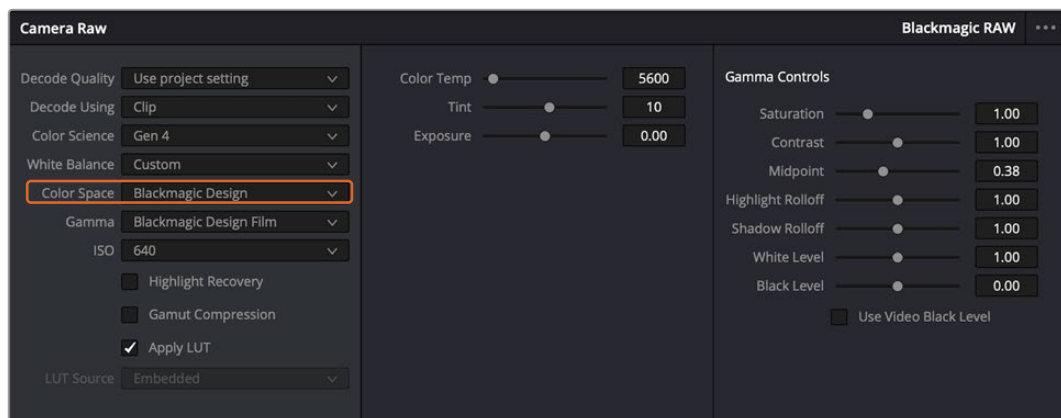 Camera Raw
Blackmagic RAW
Decode Quality Use project setting
Decode Using Clip
Color Science Gen 4
White Balance Custom
Color Space Blackmagic Design
Gamma Blackmagic Design Film
ISO 640
Highlight Recovery
Gamut Compression
Apply LUT
LUT Source Embedded
Color Temp 5600
Tint 10
Exposure 0.00
Gamma Controls
Saturation 1.00
Contrast 1.00
Midpoint 0.38
Highlight Rolloff 1.00
Shadow Rolloff 1.00
White Level 1.00
Black Level 0.00
Use Video Black Level